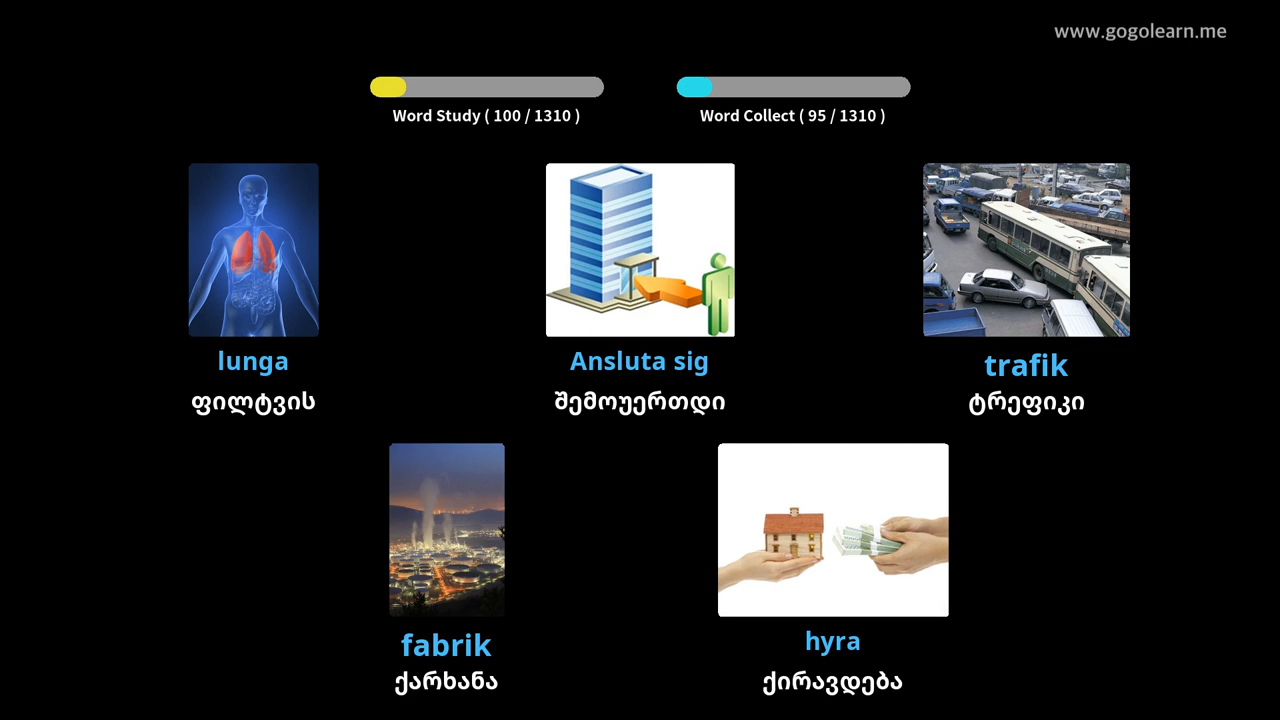 www.gogolearn.me
Word Study ( 100 / 1310 )
Word Collect ( 95 / 1310 )
lunga
Ansluta sig
trafik
ფილტვის
შემოუერთდი
ტრეფიკი
fabrik
hyra
ქარხანა
ქირავდება